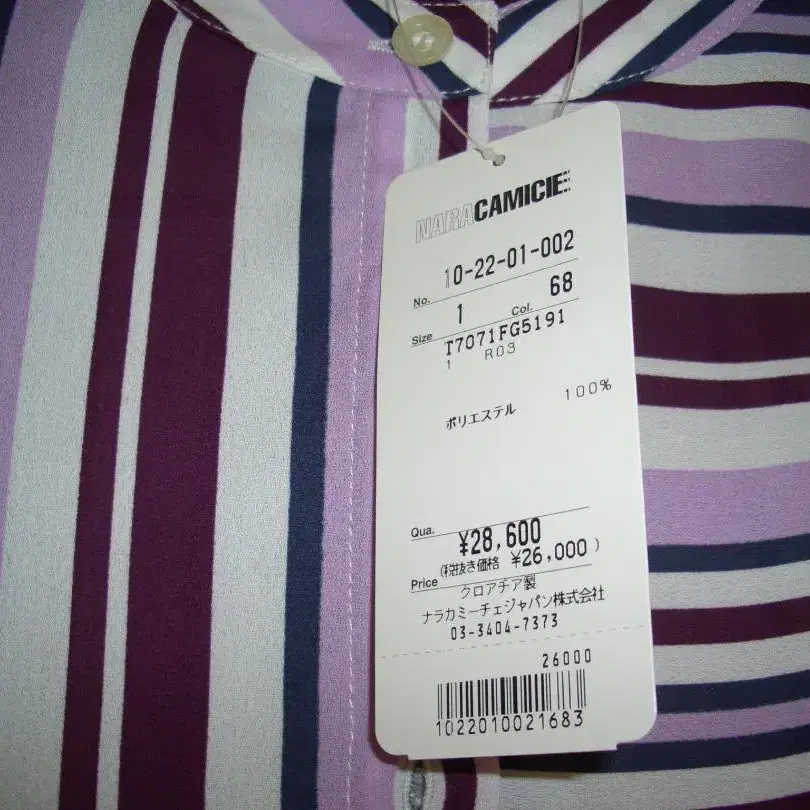 NARACAMICIE
No. 10-22-01-002
Size 1 Col. 68
T7071FG5191
1 R03
ポリエステル 100%
Qua.
¥28,600
(税抜き価格 ¥26,000)
Price
クロアチア製
ナラカミーチェジャパン株式会社
03-3404-7373
26000
1022010021683